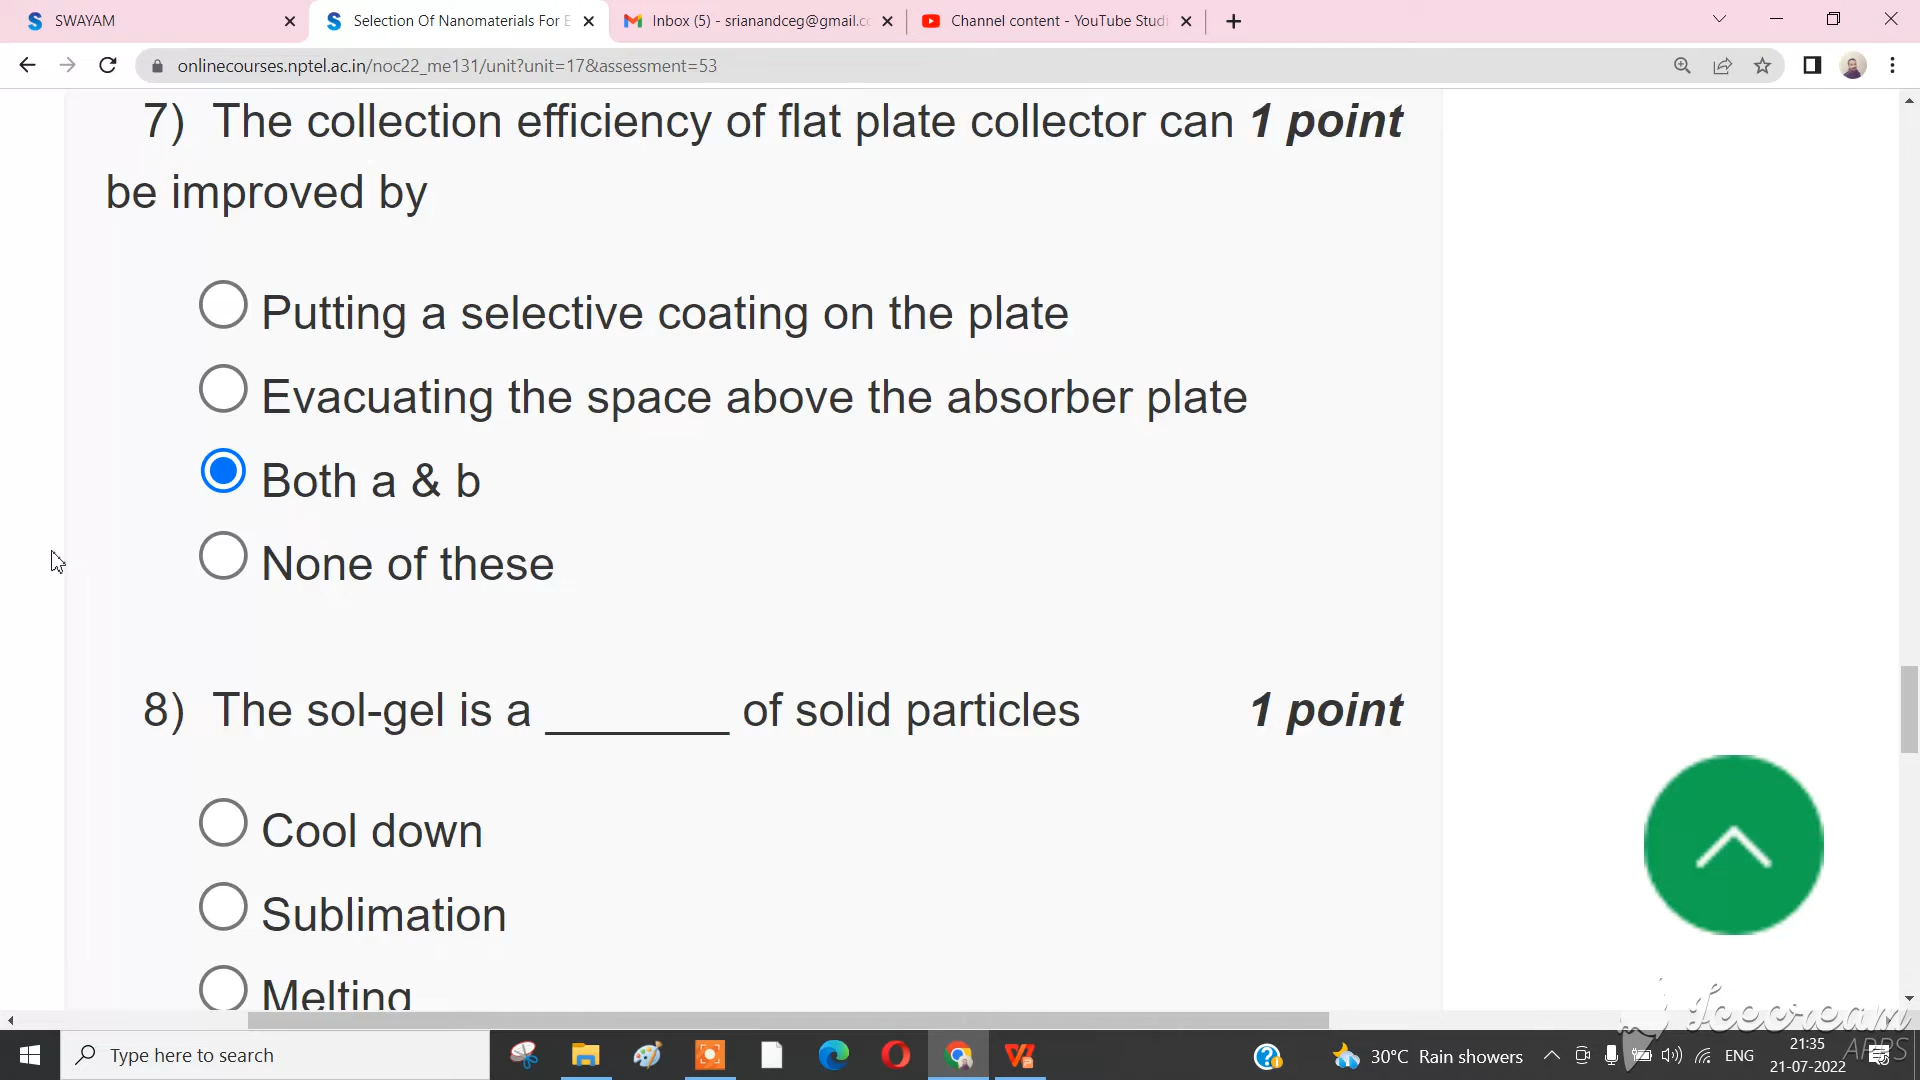 SWAYAM
Selection Of Nanomaterials For E
Inbox (5) - srianandceg@gmail.cc
Channel content - YouTube Studi
onlinecourses.nptel.ac.in/noc22_me131/unit?unit=17&assessment=53
7) The collection efficiency of flat plate collector can 1 point
be improved by
Putting a selective coating on the plate
Evacuating the space above the absorber plate
Both a & b
None of these
8) The sol-gel is a ________ of solid particles 1 point
Cool down
Sublimation
Melting
Icecream
APPS
Type here to search
30°C Rain showers
ENG
21:35
21-07-2022